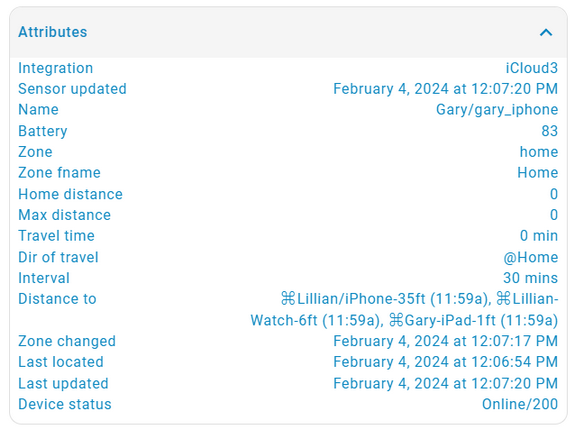 Attributes
Integration iCloud3
Sensor updated February 4, 2024 at 12:07:20 PM
Name Gary/gary_iphone
Battery 83
Zone home
Zone fname Home
Home distance 0
Max distance 0
Travel time 0 min
Dir of travel @Home
Interval 30 mins
Distance to ⌘Lillian/iPhone-35ft (11:59a), ⌘Lillian-
Watch-6ft (11:59a), ⌘Gary-iPad-1ft (11:59a)
Zone changed February 4, 2024 at 12:07:17 PM
Last located February 4, 2024 at 12:06:54 PM
Last updated February 4, 2024 at 12:07:20 PM
Device status Online/200